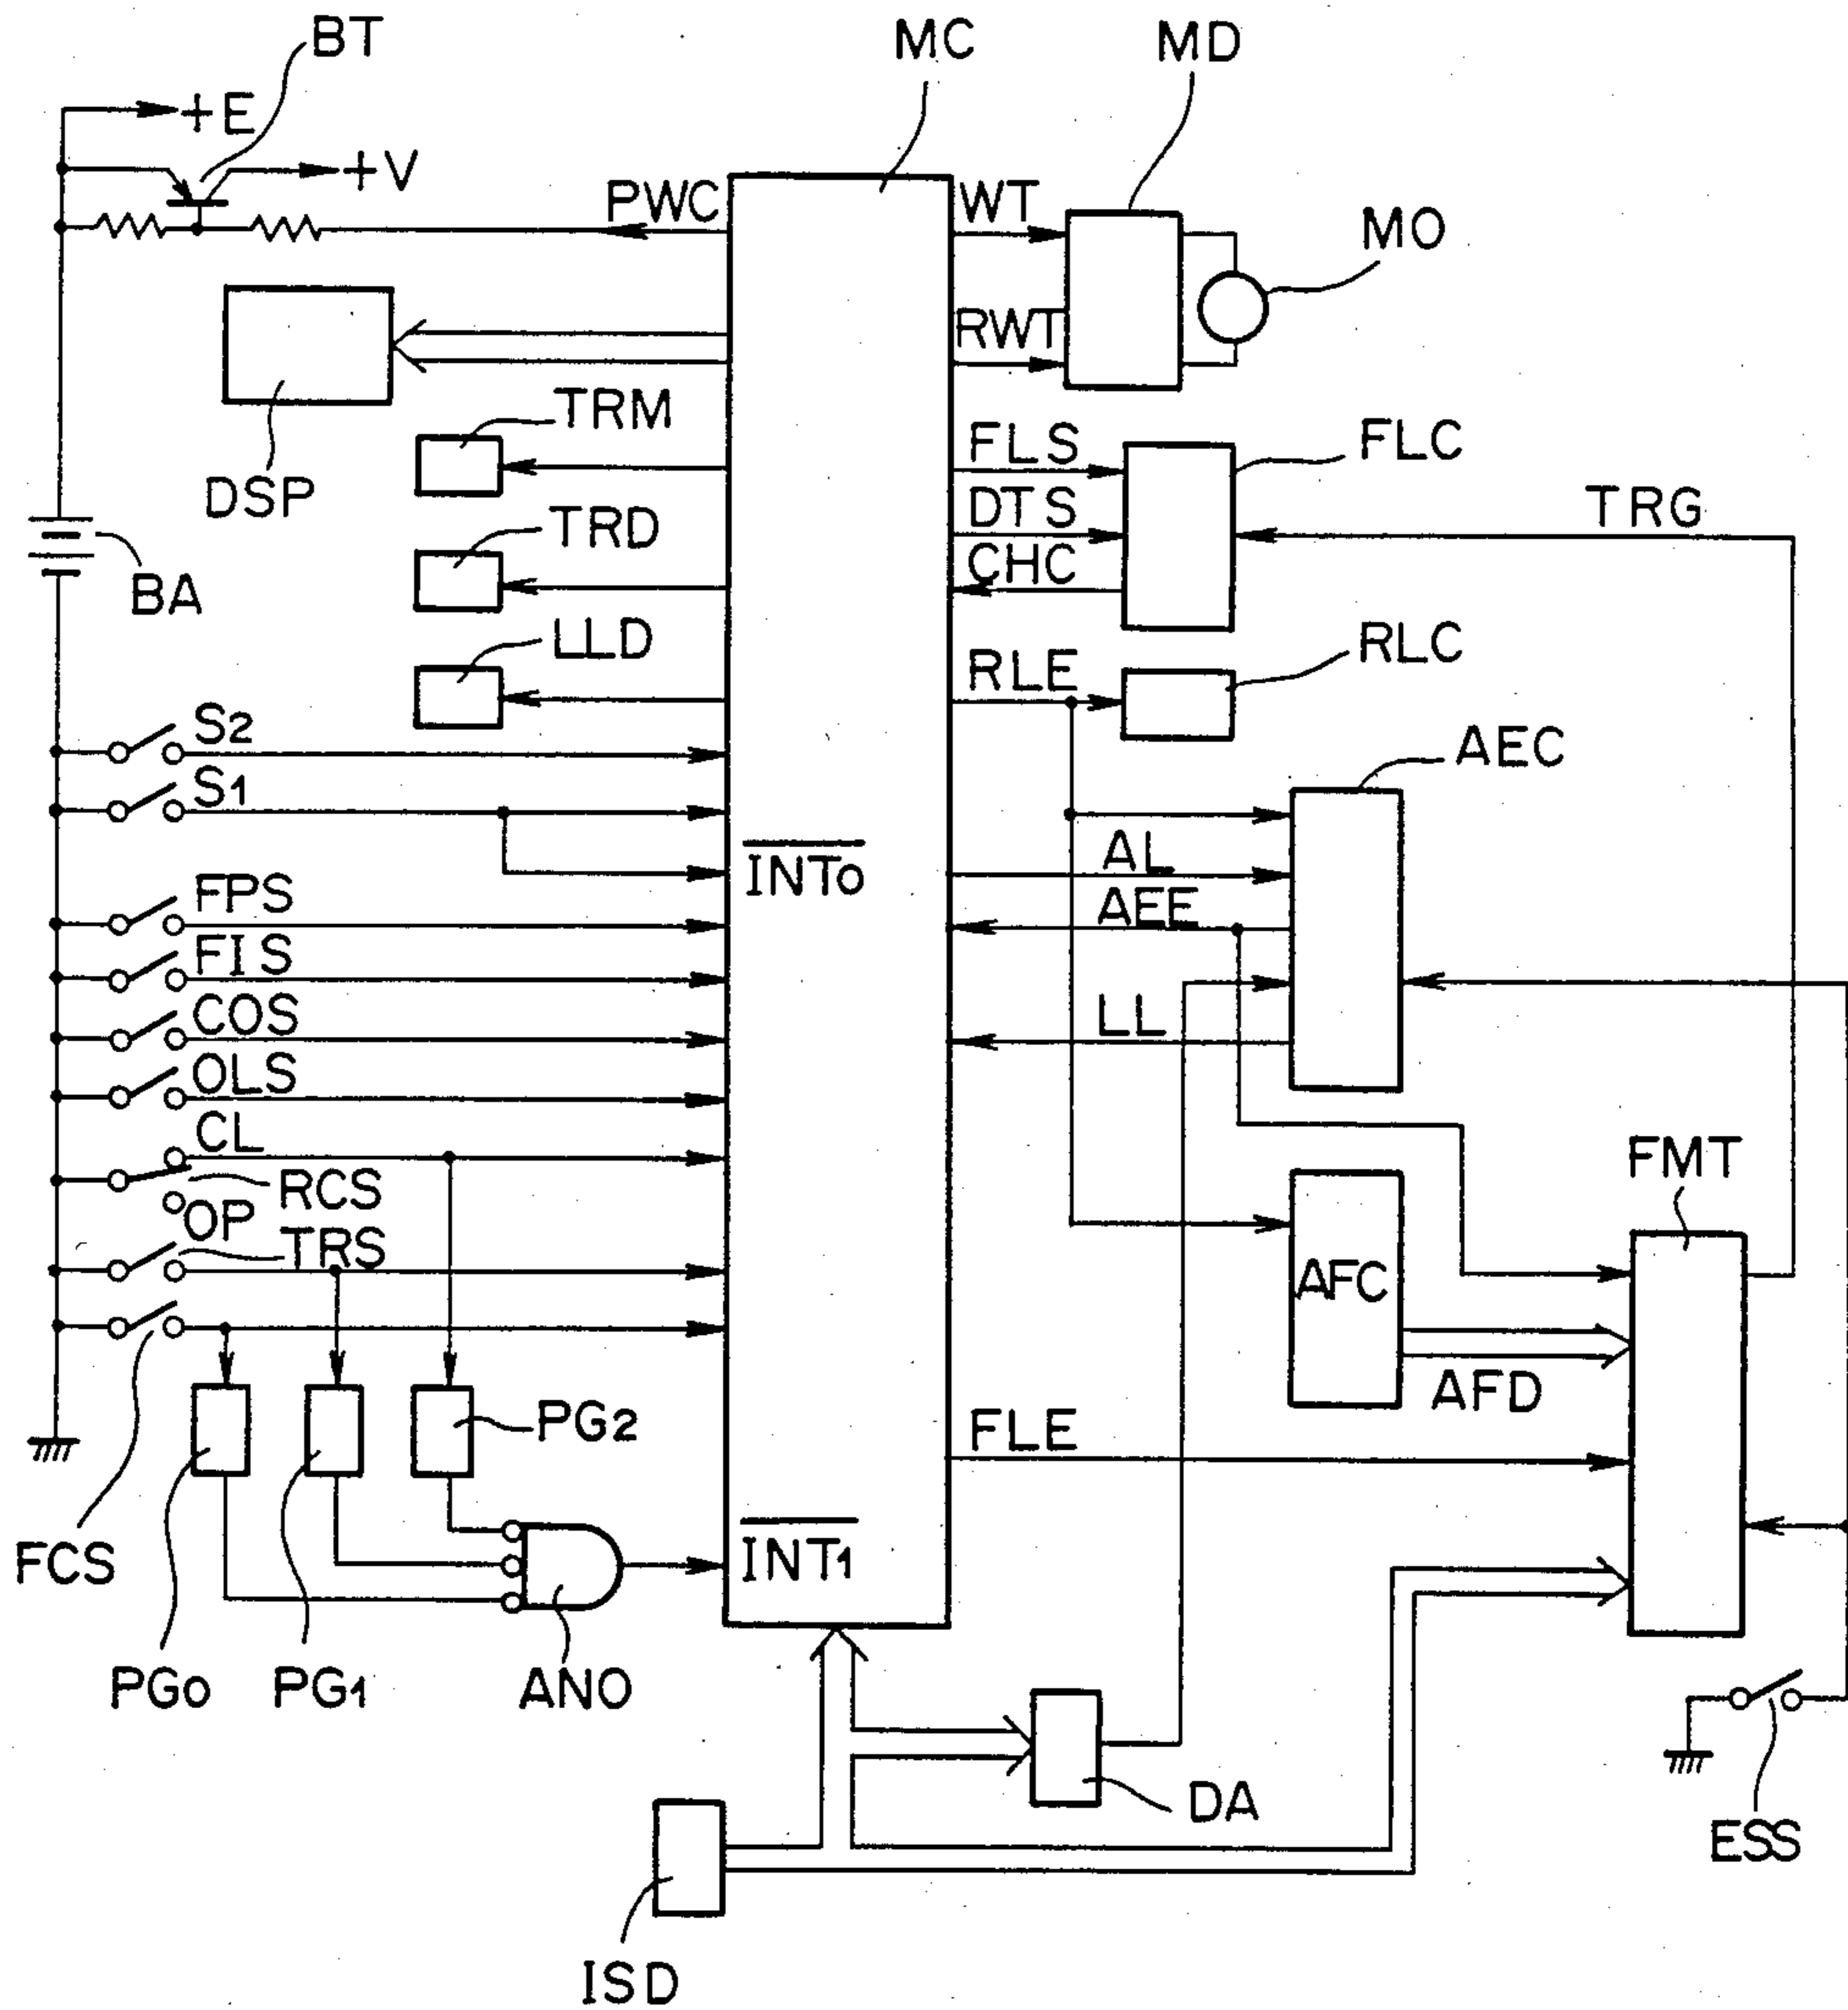 BT
MC
MD
+E
+V
PWC
WT
MO
RWT
DSP
TRM
FLS
FLC
DTS
TRG
TRD
CHC
BA
LLD
RLE
RLC
S2
S1
AEC
INT0
AL
FPS
AEE
FIS
COS
LL
OLS
CL
RCS
FMT
OP
TRS
AFC
AFD
PG2
FLE
FCS
INT1
PG0
PG1
ANO
DA
ESS
ISD